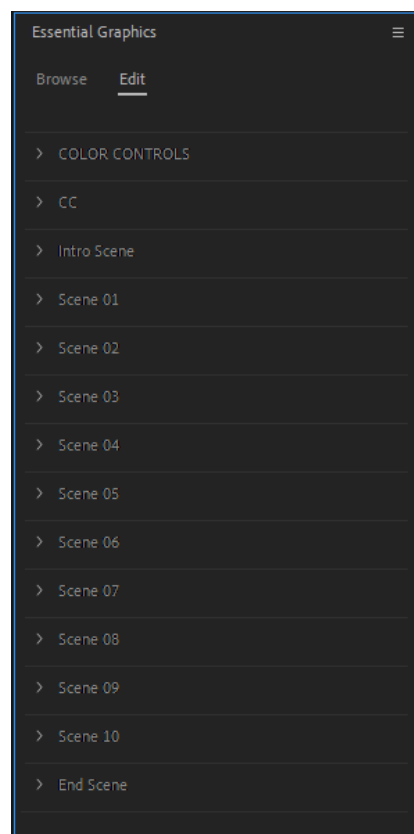 Essential Graphics
Browse Edit
COLOR CONTROLS
CC
Intro Scene
Scene 01
Scene 02
Scene 03
Scene 04
Scene 05
Scene 06
Scene 07
Scene 08
Scene 09
Scene 10
End Scene